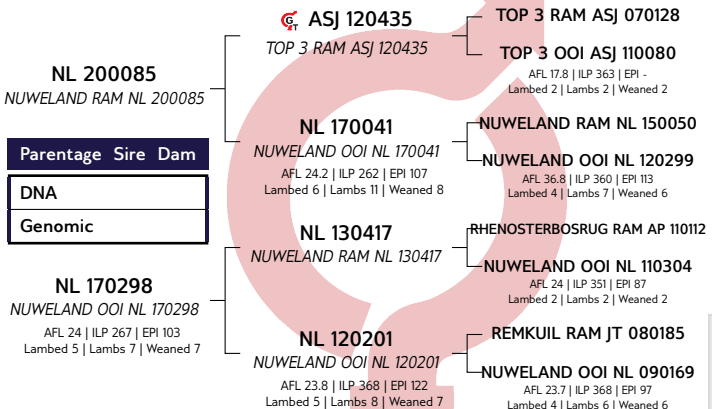 NL 200085
NUWELAND RAM NL 200085
Parentage Sire Dam
DNA
Genomic
NL 170298
NUWELAND OOI NL 170298
AFL 24 | ILP 267 | EPI 103
Lambed 5 | Lambs 7 | Weaned 7
GT ASJ 120435
TOP 3 RAM ASJ 120435
NL 170041
NUWELAND OOI NL 170041
AFL 24.2 | ILP 262 | EPI 107
Lambed 6 | Lambs 11 | Weaned 8
NL 130417
NUWELAND RAM NL 130417
NL 120201
NUWELAND OOI NL 120201
AFL 23.8 | ILP 368 | EPI 122
Lambed 5 | Lambs 8 | Weaned 7
TOP 3 RAM ASJ 070128
TOP 3 OOI ASJ 110080
AFL 17.8 | ILP 363 | EPI -
Lambed 2 | Lambs 2 | Weaned 2
NUWELAND RAM NL 150050
NUWELAND OOI NL 120299
AFL 36.8 | ILP 360 | EPI 113
Lambed 4 | Lambs 7 | Weaned 6
RHENOSTERBOSRUG RAM AP 110112
NUWELAND OOI NL 110304
AFL 24 | ILP 351 | EPI 87
Lambed 2 | Lambs 2 | Weaned 2
REMKUIL RAM JT 080185
NUWELAND OOI NL 090169
AFL 23.7 | ILP 368 | EPI 97
Lambed 4 | Lambs 6 | Weaned 6